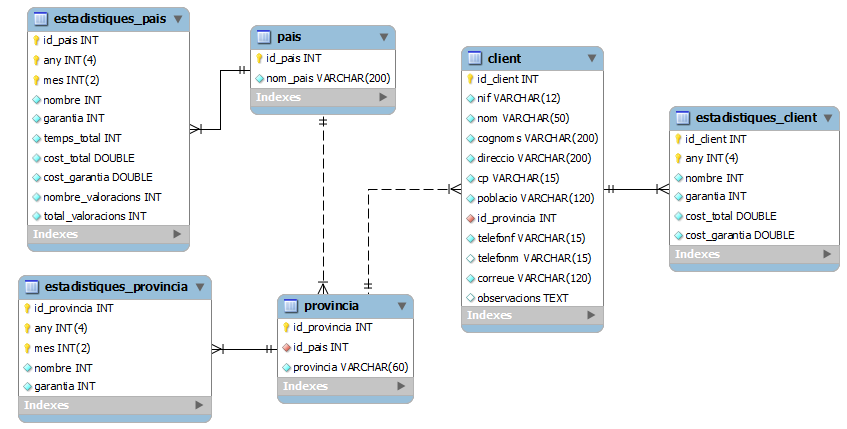 estadistiques_pais
id_pais INT
any INT(4)
mes INT(2)
nombre INT
garantia INT
temps_total INT
cost_total DOUBLE
cost_garantia DOUBLE
nombre_valoracions INT
total_valoracions INT
Indexes
pais
id_pais INT
nom_pais VARCHAR(200)
Indexes
client
id_client INT
nif VARCHAR(12)
nom VARCHAR(50)
cognoms VARCHAR(200)
direccio VARCHAR(200)
cp VARCHAR(15)
poblacio VARCHAR(120)
id_provincia INT
telefonf VARCHAR(15)
telefonm VARCHAR(15)
correue VARCHAR(120)
observacions TEXT
Indexes
estadistiques_client
id_client INT
any INT(4)
nombre INT
garantia INT
cost_total DOUBLE
cost_garantia DOUBLE
Indexes
estadistiques_provincia
id_provincia INT
any INT(4)
mes INT(2)
nombre INT
garantia INT
Indexes
provincia
id_provincia INT
id_pais INT
provincia VARCHAR(60)
Indexes